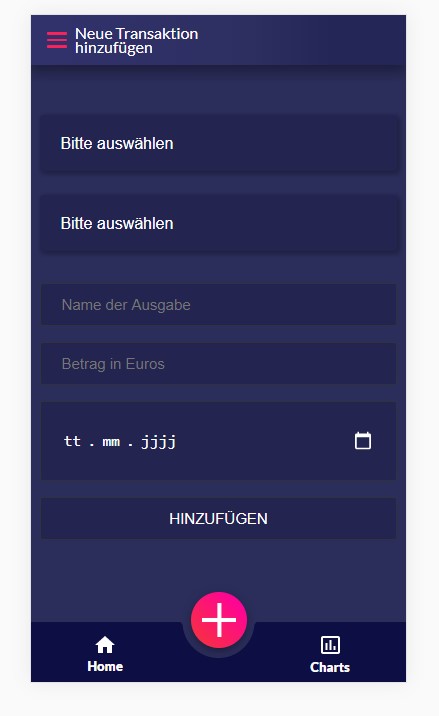 Neue Transaktion
hinzufügen
Bitte auswählen
Bitte auswählen
Name der Ausgabe
Betrag in Euros
tt . mm . jjjj
HINZUFÜGEN
Home
Charts